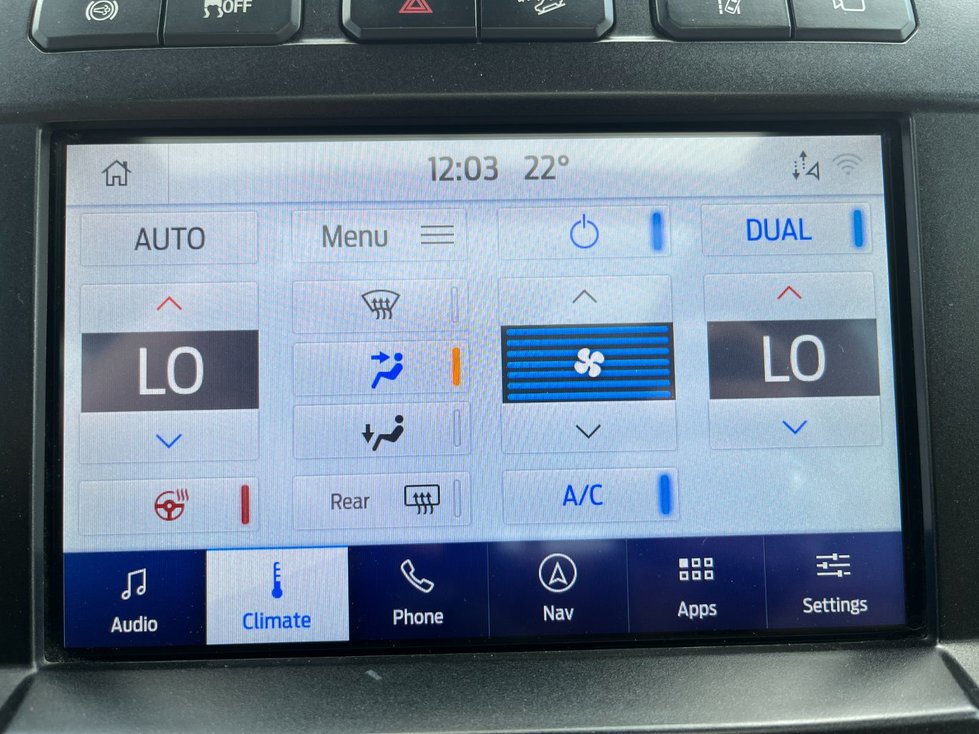 OFF
12:03 22°
AUTO
Menu
DUAL
LO
LO
Rear
A/C
Audio
Climate
Phone
Nav
Apps
Settings